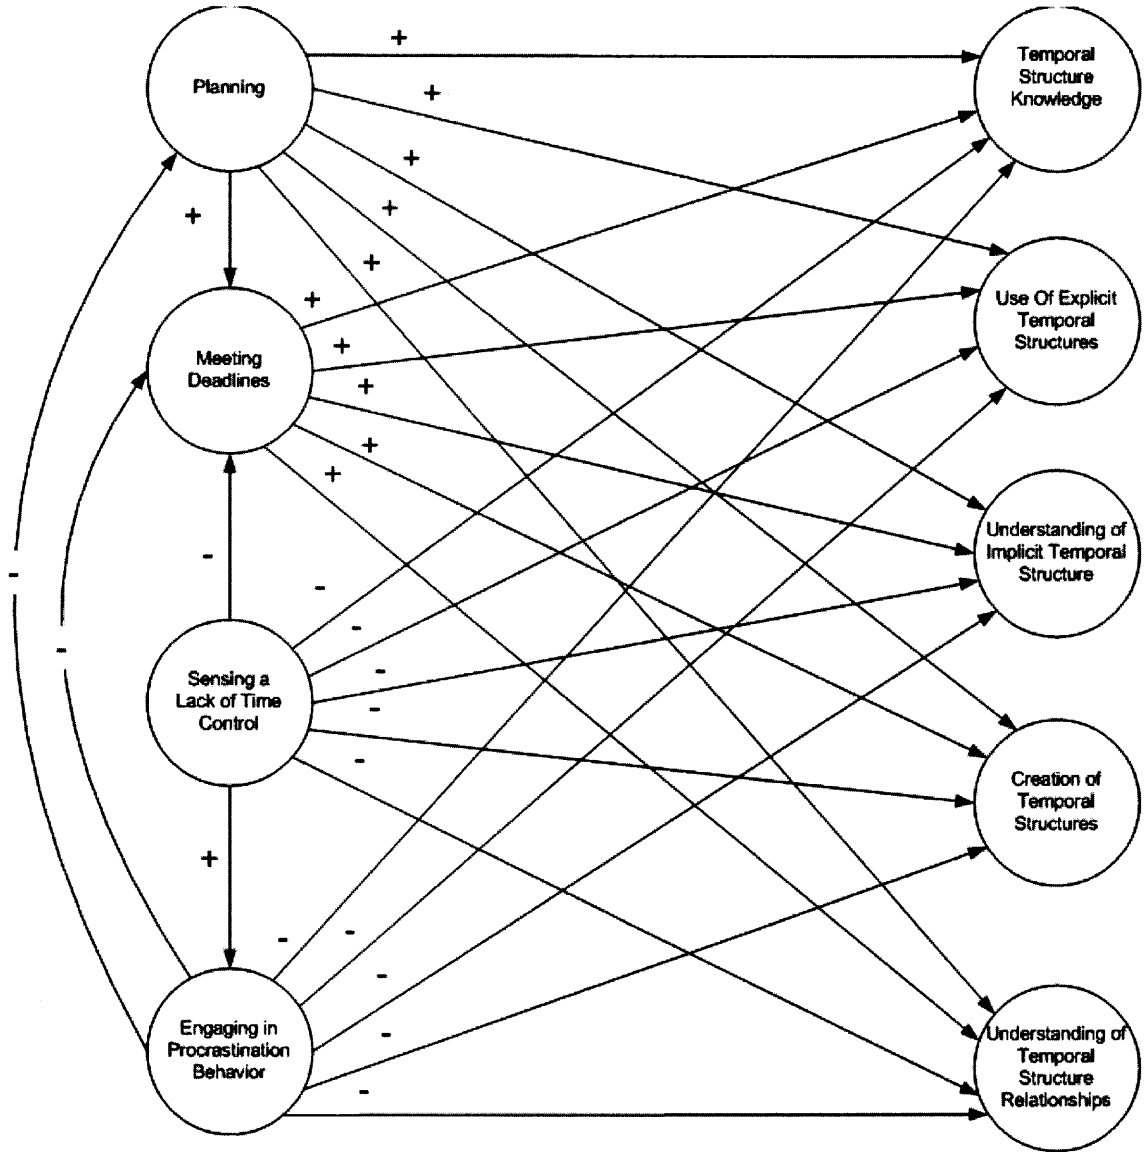 Planning
Temporal
Structure
Knowledge
+
+
+
+
+
+
Meeting
Deadlines
+
+
+
+
+
Use Of Explicit
Temporal
Structures
Understanding of
Implicit Temporal
Structure
-
-
-
Sensing a
Lack of Time
Control
-
-
-
-
-
+
Creation of
Temporal
Structures
Engaging in
Procrastination
Behavior
-
-
-
-
-
Understanding of
Temporal
Structure
Relationships